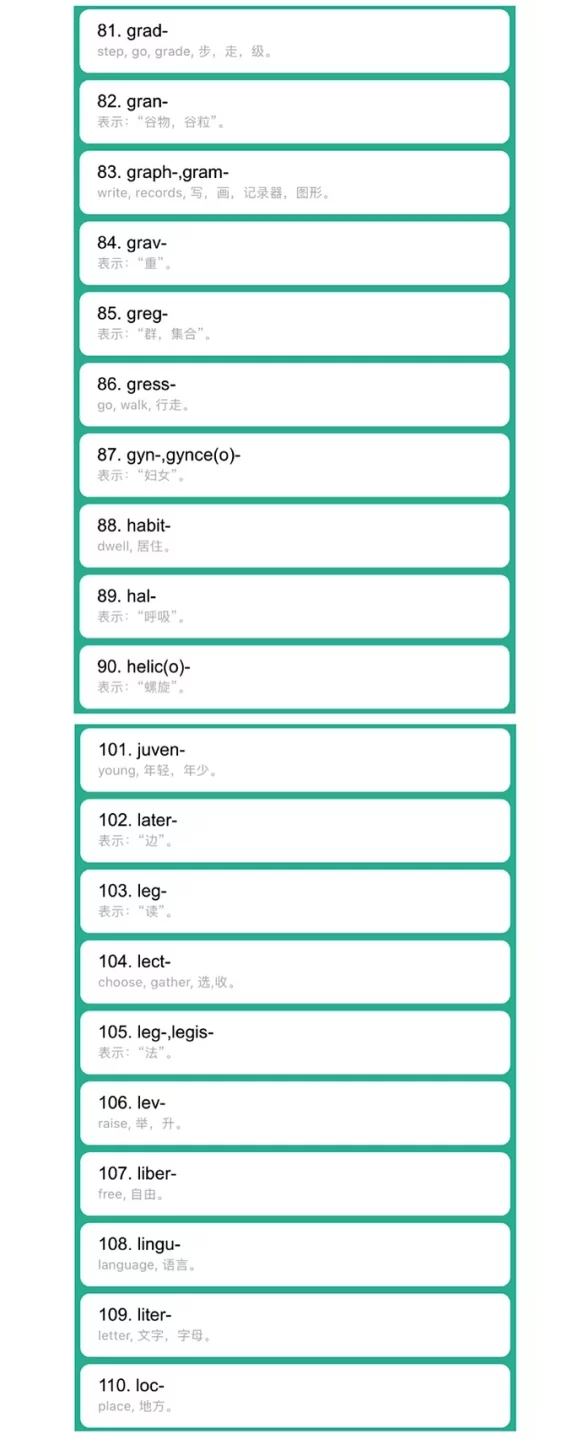 81. grad-
step, go, grade, 步，走，级。
82. gran-
表示：“谷物，谷粒”。
83. graph-,gram-
write, records, 写，画，记录器，图形。
84. grav-
表示：“重”。
85. greg-
表示：“群，集合”。
86. gress-
go, walk, 行走。
87. gyn-,gynce(o)-
表示：“妇女”。
88. habit-
dwell, 居住。
89. hal-
表示：“呼吸”。
90. helic(o)-
表示：“螺旋”。
101. juven-
young, 年轻，年少。
102. later-
表示：“边”。
103. leg-
表示：“读”。
104. lect-
choose, gather, 选,收。
105. leg-,legis-
表示：“法”。
106. lev-
raise, 举，升。
107. liber-
free, 自由。
108. lingu-
language, 语言。
109. liter-
letter, 文字，字母。
110. loc-
place, 地方。